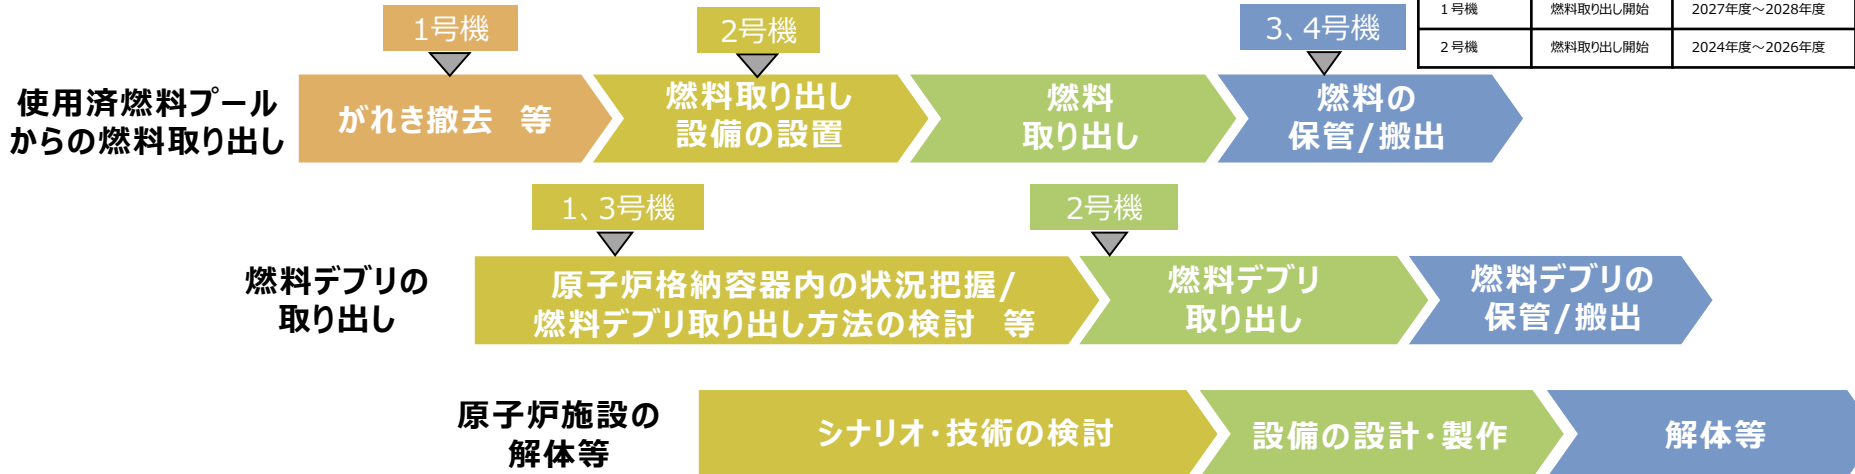 1号機
2号機
3、4号機
1号機 燃料取り出し開始 2027年度~2028年度
2号機 燃料取り出し開始 2024年度~2026年度
使用済燃料プール
からの燃料取り出し
がれき撤去 等
燃料取り出し
設備の設置
燃料
取り出し
燃料の
保管/搬出
1、3号機
2号機
燃料デブリの
取り出し
原子炉格納容器内の状況把握/
燃料デブリ取り出し方法の検討 等
燃料デブリ
取り出し
燃料デブリの
保管/搬出
原子炉施設の
解体等
シナリオ・技術の検討
設備の設計・製作
解体等